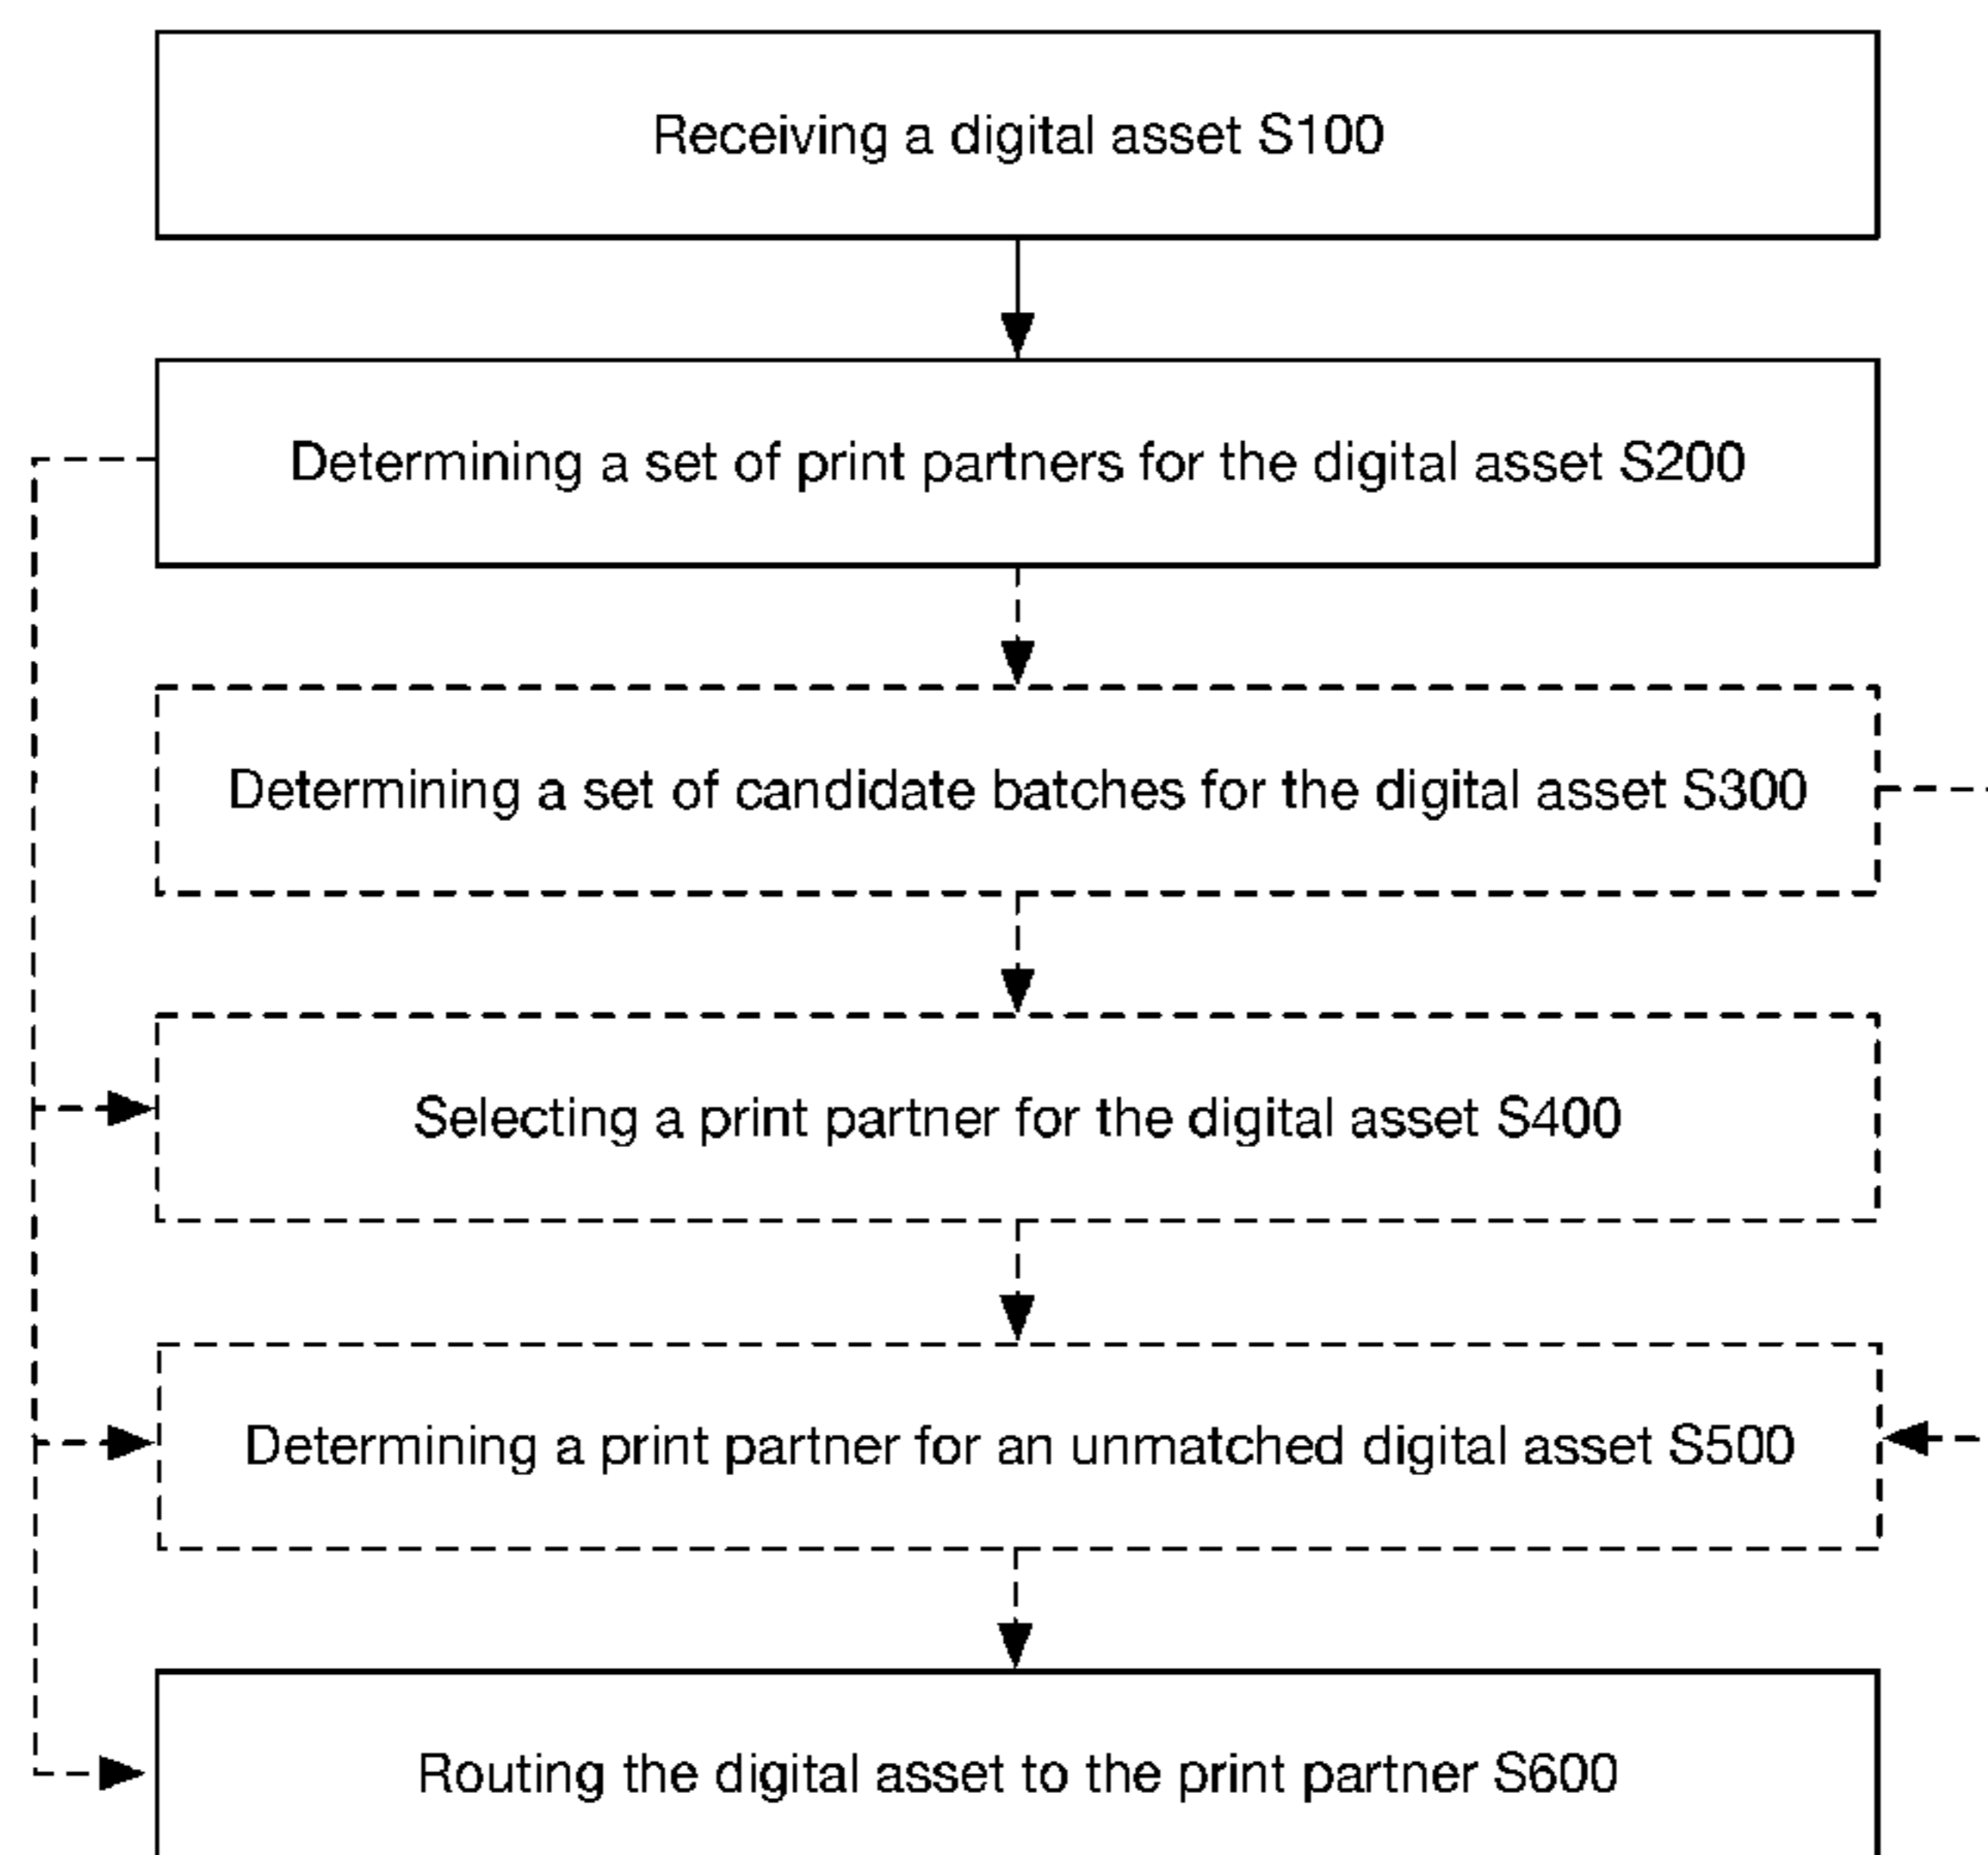 Receiving a digital asset S100
Determining a set of print partners for the digital asset S200
Determining a set of candidate batches for the digital asset S300
Selecting a print partner for the digital asset S400
Determining a print partner for an unmatched digital asset S500
Routing the digital asset to the print partner S600